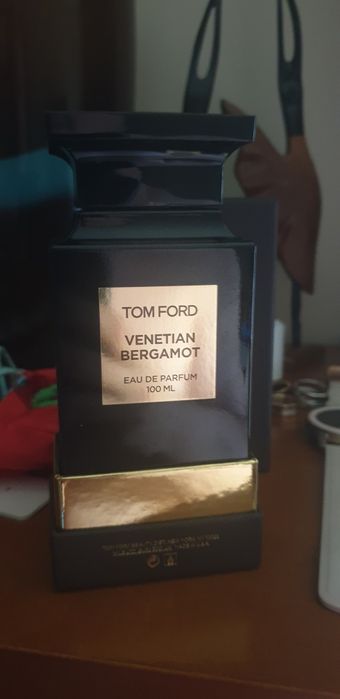 TOM FORD
VENETIAN
BERGAMOT
EAU DE PARFUM
100 ML